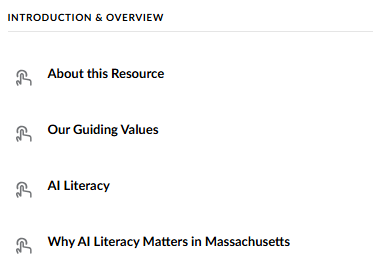 INTRODUCTION & OVERVIEW
About this Resource
Our Guiding Values
AI Literacy
Why AI Literacy Matters in Massachusetts